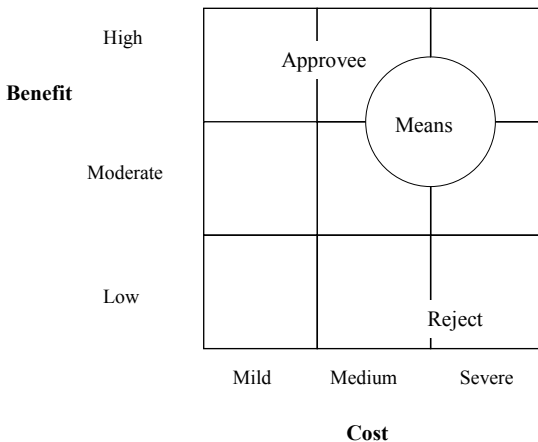 High
Approvee
Benefit
Means
Moderate
Low
Reject
Mild Medium Severe
Cost